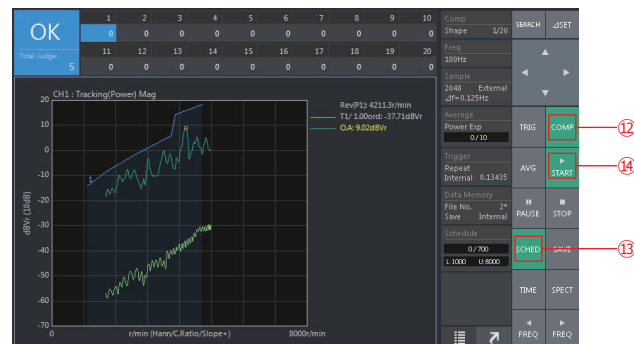 OK
Total Judge:
5
1 2 3 4 5 6 7 8 9 10
0 0 0 0 0 0 0 0 0 0
11 12 13 14 15 16 17 18 19 20
0 0 0 0 0 0 0 0 0 0
CH1 : Tracking(Power) Mag
Rev(P1): 4211.3r/min
T1/ 1.00ord: -37.71dBVr
O.A: 9.02dBVr
dBVr (10dB)
20
10
0
-10
-20
-30
-40
-50
-60
-70
1
0
r/min (Hann/C.Ratio/Slope+)
8000r/min
Comp
Shape 1/20
Freq
100Hz
Sample
2048 External
⊿f=0.125Hz
Average
Power Exp
0/10
Trigger
Repeat
Internal 0.13435
Data Memory
File No. 2*
Save Internal
Schedule
0/700
L:1000 U:8000
SEARCH ⊿SET
TRIG COMP
AVG START
PAUSE STOP
SCHED SAVE
TIME SPECT
FREQ FREQ
⑫
⑭
⑬